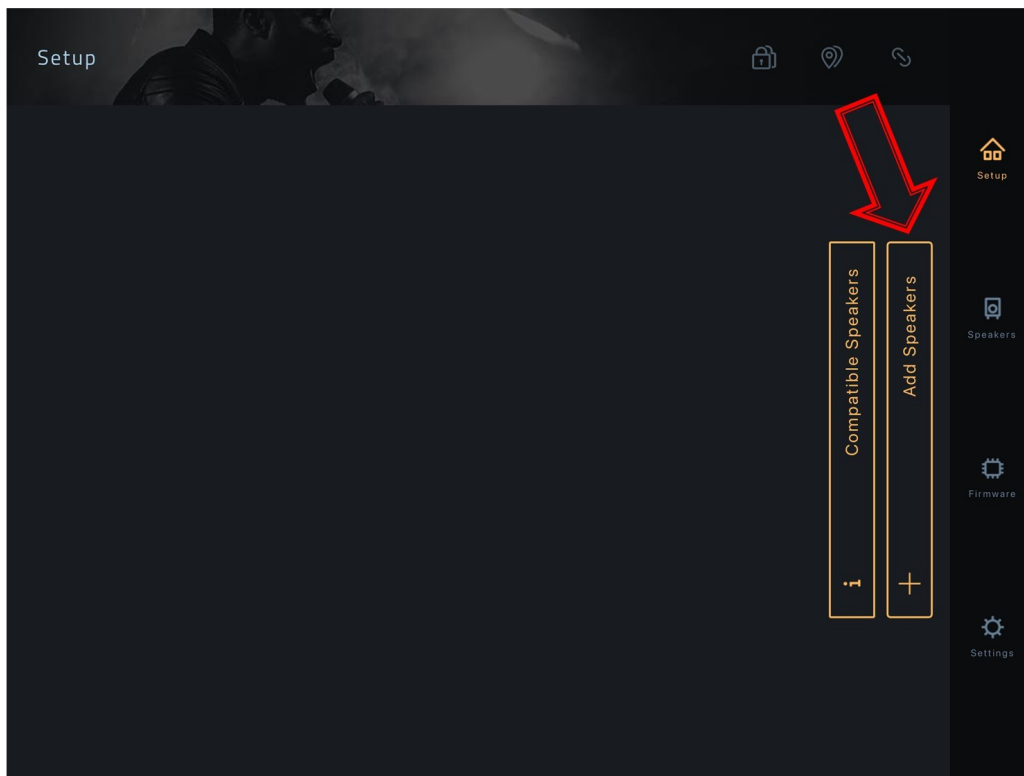 Setup
Setup
Speakers
Firmware
Settings
Compatible Speakers
Add Speakers